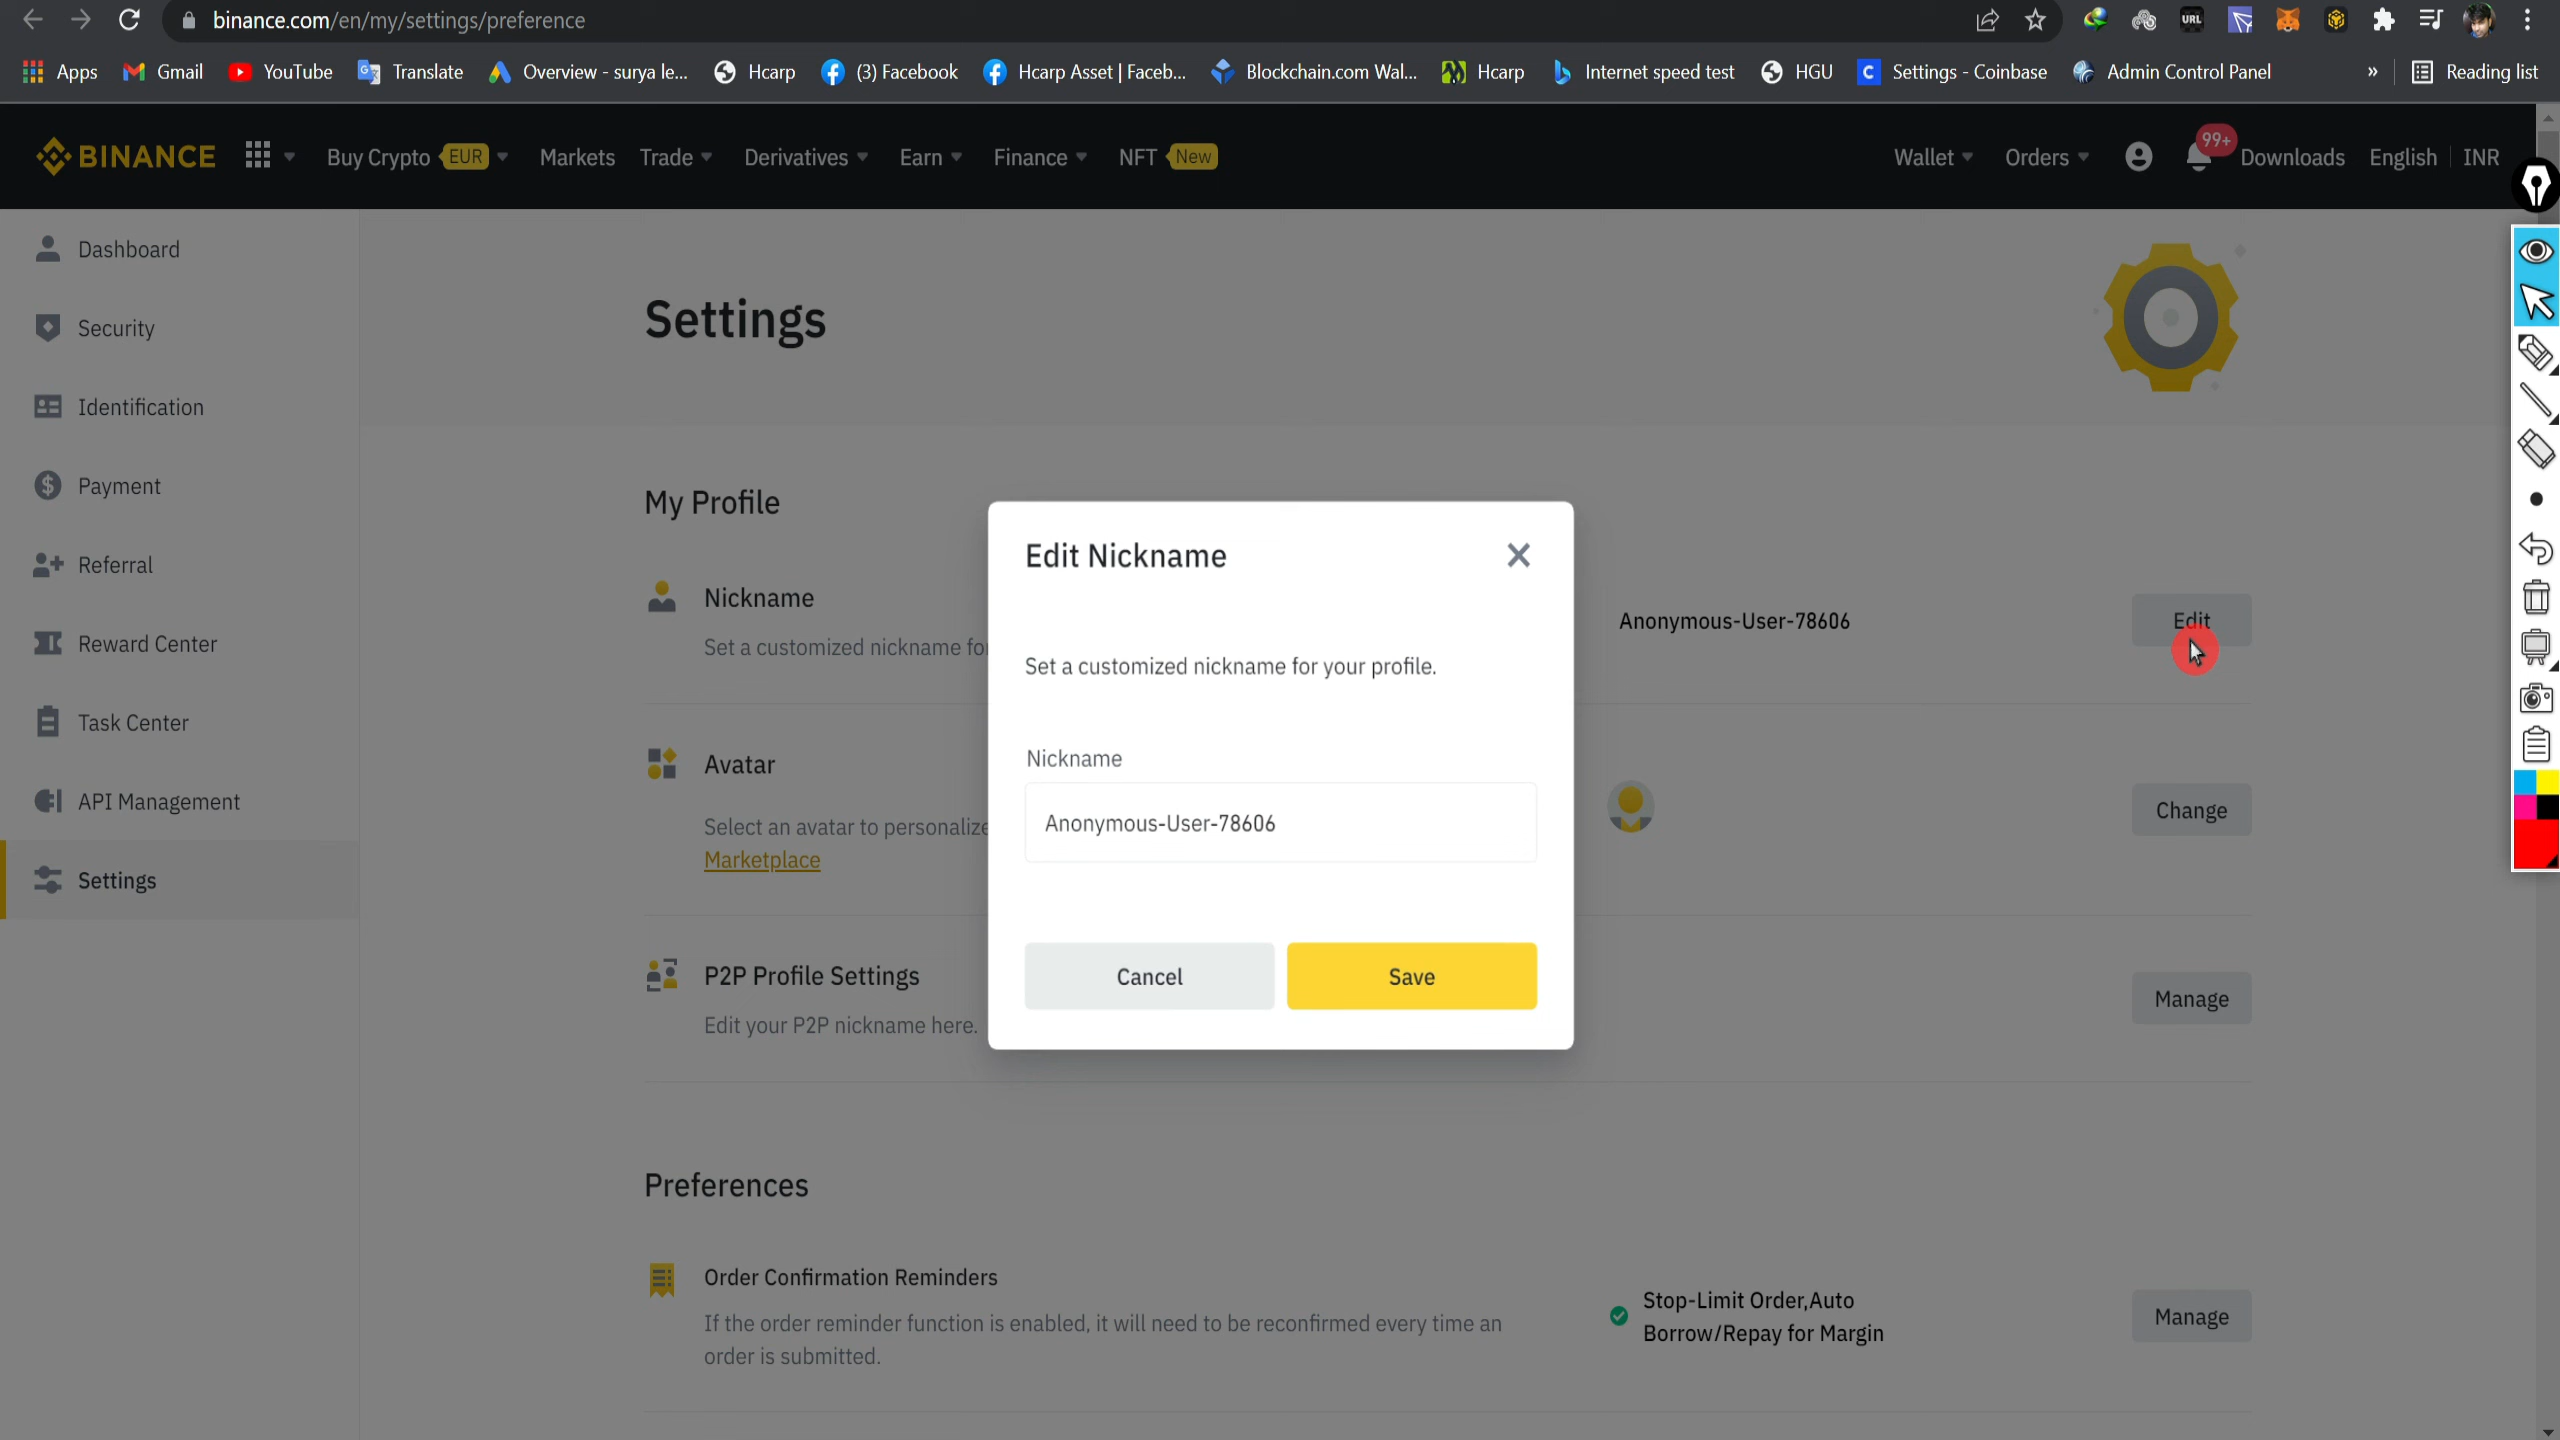 binance.com/en/my/settings/preference
URL
Apps Gmail YouTube Translate Overview - surya le... Hcarp (3) Facebook Hcarp Asset | Faceb... Blockchain.com Wal... Hcarp Internet speed test HGU Settings - Coinbase Admin Control Panel » Reading list
BINANCE Buy Crypto EUR Markets Trade Derivatives Earn Finance NFT New Wallet Orders 99+ Downloads English INR
Dashboard
Security
Identification
Payment
Referral
Reward Center
Task Center
API Management
Settings
Settings
My Profile
Nickname
Set a customized nickname fo
Anonymous-User-78606
Edit
Avatar
Select an avatar to personalize
Marketplace
Change
P2P Profile Settings
Edit your P2P nickname here.
Manage
Edit Nickname
Set a customized nickname for your profile.
Nickname
Anonymous-User-78606
Cancel Save
Preferences
Order Confirmation Reminders
If the order reminder function is enabled, it will need to be reconfirmed every time an
order is submitted.
Stop-Limit Order,Auto
Borrow/Repay for Margin
Manage